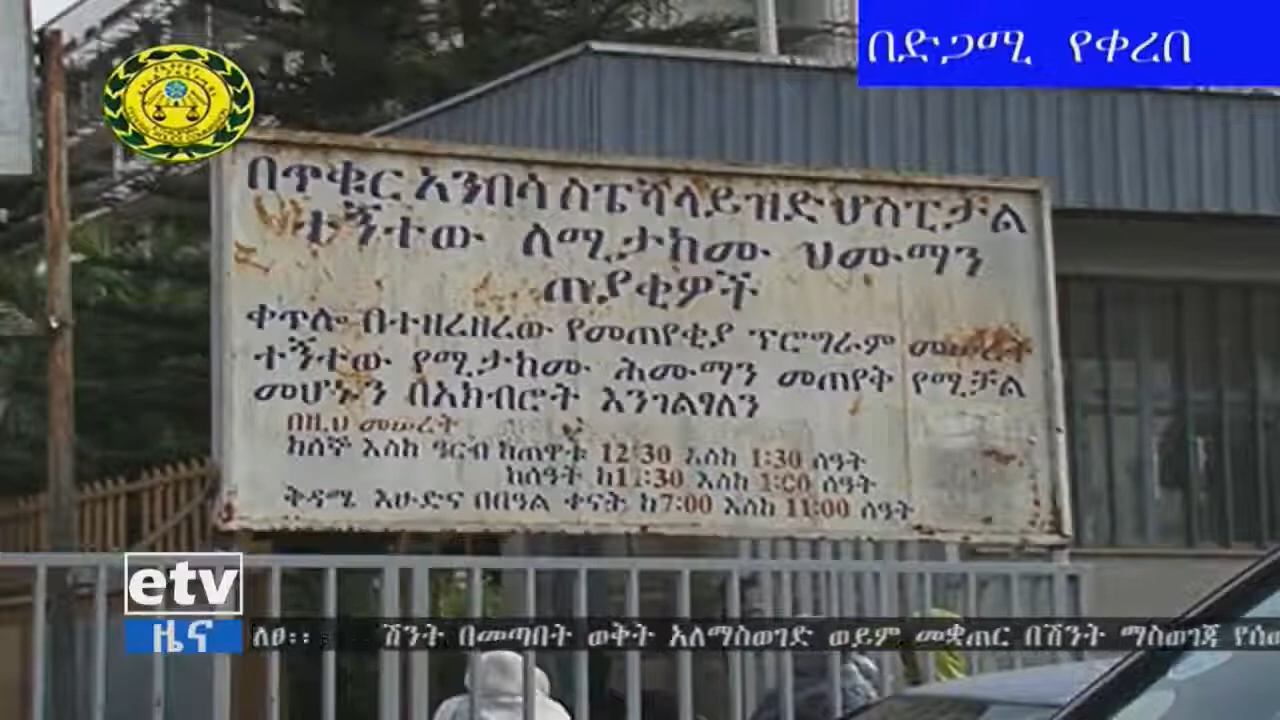 በድጋሚ የቀረበ
በጥቁር አንበሳ ስፔሻላይዝድ ሆስፒታል
ተኝተው ለሚታከሙ ህሙማን
ጠያቂዎች
ቀጥሎ በተዘረዘረው የመጠየቂያ ፕሮግራም መሠረት
ተኝተው የሚታከሙ ሕሙማን መጠየቅ የሚቻል
መሆኑን በአክብሮት እንገልፃለን
በዚህ መሠረት
ከሰኞ እስከ ዓርብ ከጠዋቱ 12:30 እስከ 1:30 ሰዓት
ከሰዓት ከ11:30 እስከ 1:00 ሰዓት
ቅዳሜ እሁድና በበዓል ቀናት ከ7:00 እስከ 11:00 ሰዓት
etv
ዜና
ለፀ፡፡ ሽንት በመጣበት ወቅት አለማስወገድ ወይም መቋጠር በሽንት ማስወገጃ የሰ